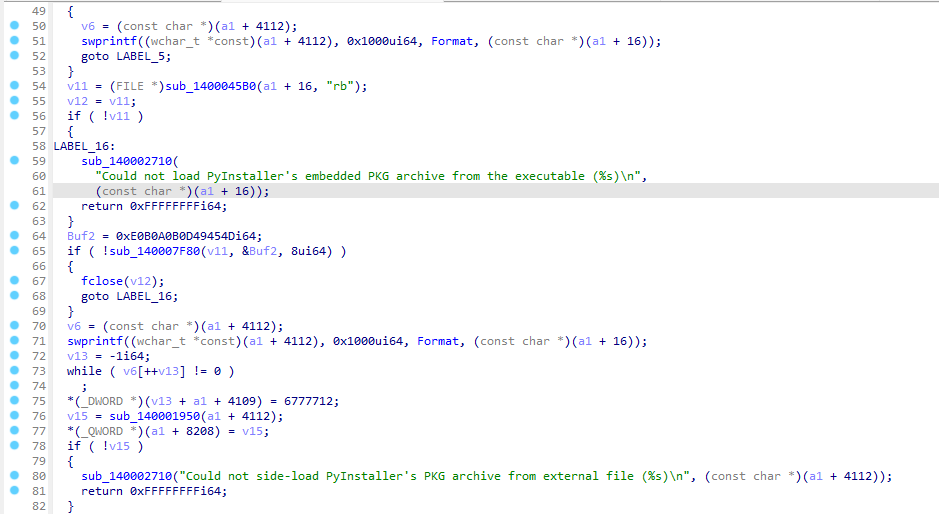 49 {
50 v6 = (const char *)(a1 + 4112);
51 swprintf((wchar_t *const)(a1 + 4112), 0x1000ui64, Format, (const char *)(a1 + 16));
52 goto LABEL_5;
53 }
54 v11 = (FILE *)sub_1400045B0(a1 + 16, "rb");
55 v12 = v11;
56 if ( !v11 )
57 {
58 LABEL_16:
59 sub_140002710(
60 "Could not load PyInstaller's embedded PKG archive from the executable (%s)\n",
61 (const char *)(a1 + 16));
62 return 0xFFFFFFFFi64;
63 }
64 Buf2 = 0xE0B0A0B0D49454Di64;
65 if ( !sub_140007F80(v11, &Buf2, 8ui64) )
66 {
67 fclose(v12);
68 goto LABEL_16;
69 }
70 v6 = (const char *)(a1 + 4112);
71 swprintf((wchar_t *const)(a1 + 4112), 0x1000ui64, Format, (const char *)(a1 + 16));
72 v13 = -1i64;
73 while ( v6[++v13] != 0 )
74 ;
75 *(_DWORD *)(v13 + a1 + 4109) = 6777712;
76 v15 = sub_140001950(a1 + 4112);
77 *(_QWORD *)(a1 + 8208) = v15;
78 if ( !v15 )
79 {
80 sub_140002710("Could not side-load PyInstaller's PKG archive from external file (%s)\n", (const char *)(a1 + 4112));
81 return 0xFFFFFFFFi64;
82 }